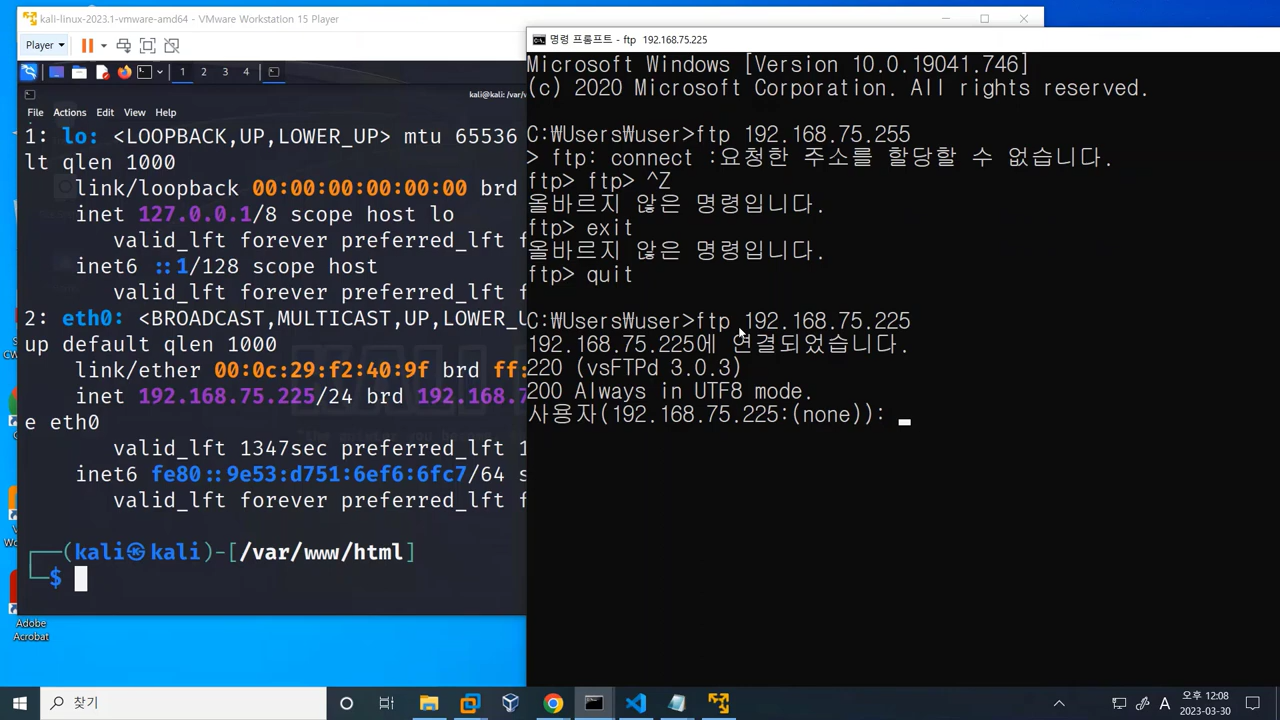 kali-linux-2023.1-vmware-amd64 - VMware Workstation 15 Player
Player
1 2 3 4
kali@kali: /var/w
File Actions Edit View Help
1: lo: <LOOPBACK,UP,LOWER_UP> mtu 65536
lt qlen 1000
link/loopback 00:00:00:00:00:00 brd
inet 127.0.0.1/8 scope host lo
valid_lft forever preferred_lft f
inet6 ::1/128 scope host
valid_lft forever preferred_lft f
2: eth0: <BROADCAST,MULTICAST,UP,LOWER_U
up default qlen 1000
link/ether 00:0c:29:f2:40:9f brd ff:
inet 192.168.75.225/24 brd 192.168.7
e eth0
valid_lft 1347sec preferred_lft 1
inet6 fe80::9e53:d751:6ef6:6fc7/64 s
valid_lft forever preferred_lft f
(kali㉿kali)-[/var/www/html]
$
명령 프롬프트 - ftp 192.168.75.225
Microsoft Windows [Version 10.0.19041.746]
(c) 2020 Microsoft Corporation. All rights reserved.
C:₩Users₩user>ftp 192.168.75.255
> ftp: connect :요청한 주소를 할당할 수 없습니다.
ftp> ftp> ^Z
올바르지 않은 명령입니다.
ftp> exit
올바르지 않은 명령입니다.
ftp> quit
C:₩Users₩user>ftp 192.168.75.225
192.168.75.225에 연결되었습니다.
220 (vsFTPd 3.0.3)
200 Always in UTF8 mode.
사용자(192.168.75.225:(none)):
Adobe
Acrobat
찾기
A
오후 12:08
2023-03-30